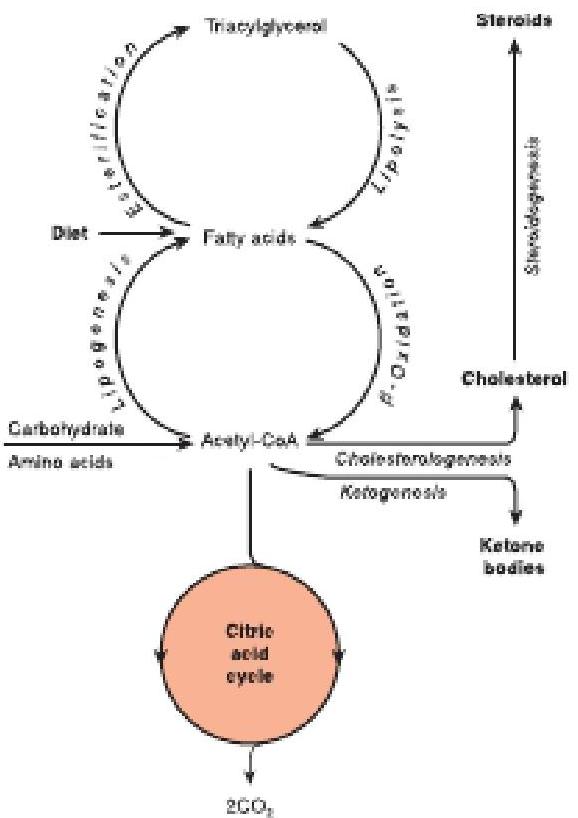 Triacylglycerol
Steroids
Esterification
Lipolysis
Steroidogenesis
Diet
Fatty acids
Lipogenesis
β-Oxidation
Cholesterol
Carbohydrate
Amino acids
Acetyl-CoA
Cholesterologenesis
Ketogenesis
Ketone
bodies
Citric
acid
cycle
2CO₂